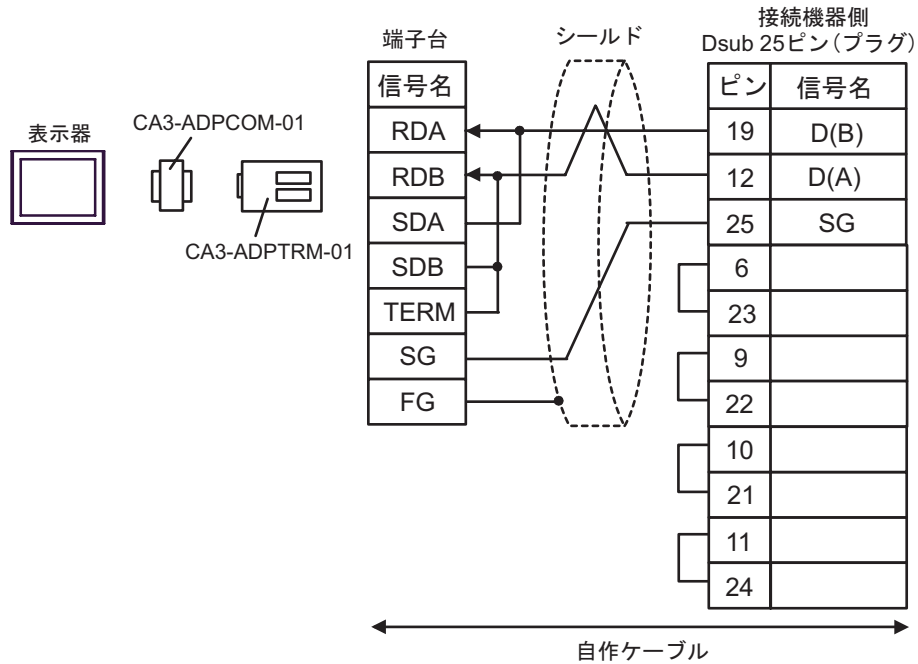 表示器
CA3-ADPCOM-01
CA3-ADPTRM-01
端子台
信号名
RDA
RDB
SDA
SDB
TERM
SG
FG
シールド
接続機器側
Dsub 25ピン(プラグ)
ピン 信号名
19 D(B)
12 D(A)
25 SG
6
23
9
22
10
21
11
24
自作ケーブル